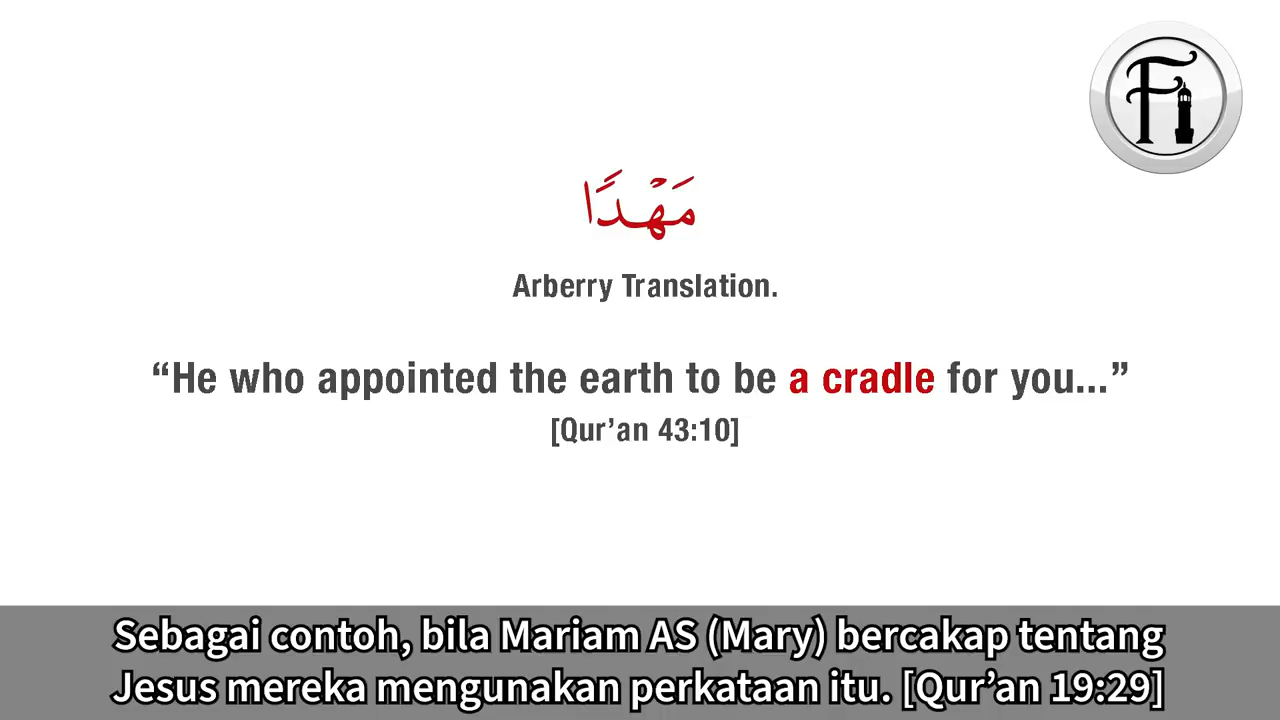 Fi
مَهْدًا
Arberry Translation.
“He who appointed the earth to be a cradle for you...”
[Qur’an 43:10]
Sebagai contoh, bila Mariam AS (Mary) bercakap tentang
Jesus mereka mengunakan perkataan itu. [Qur’an 19:29]